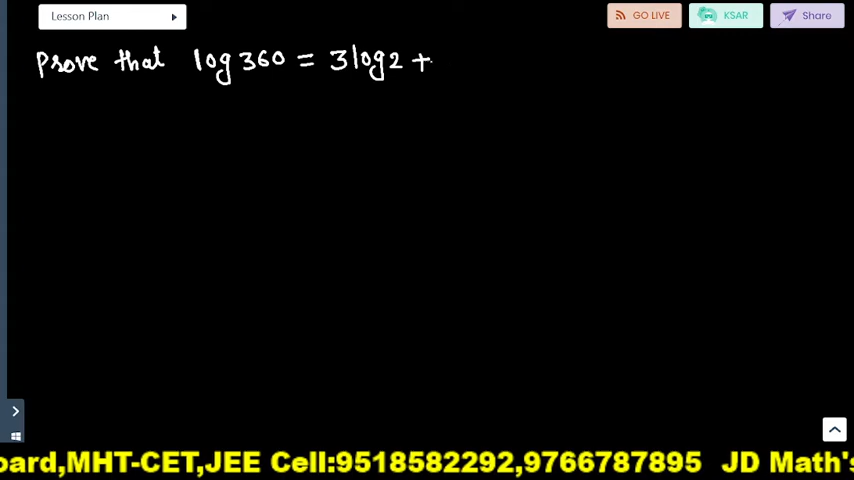 Lesson Plan
GO LIVE
KSAR
Share
Prove that log 360 = 3 log 2 +
oard,MHT-CET,JEE Cell:9518582292,9766787895 JD Math's